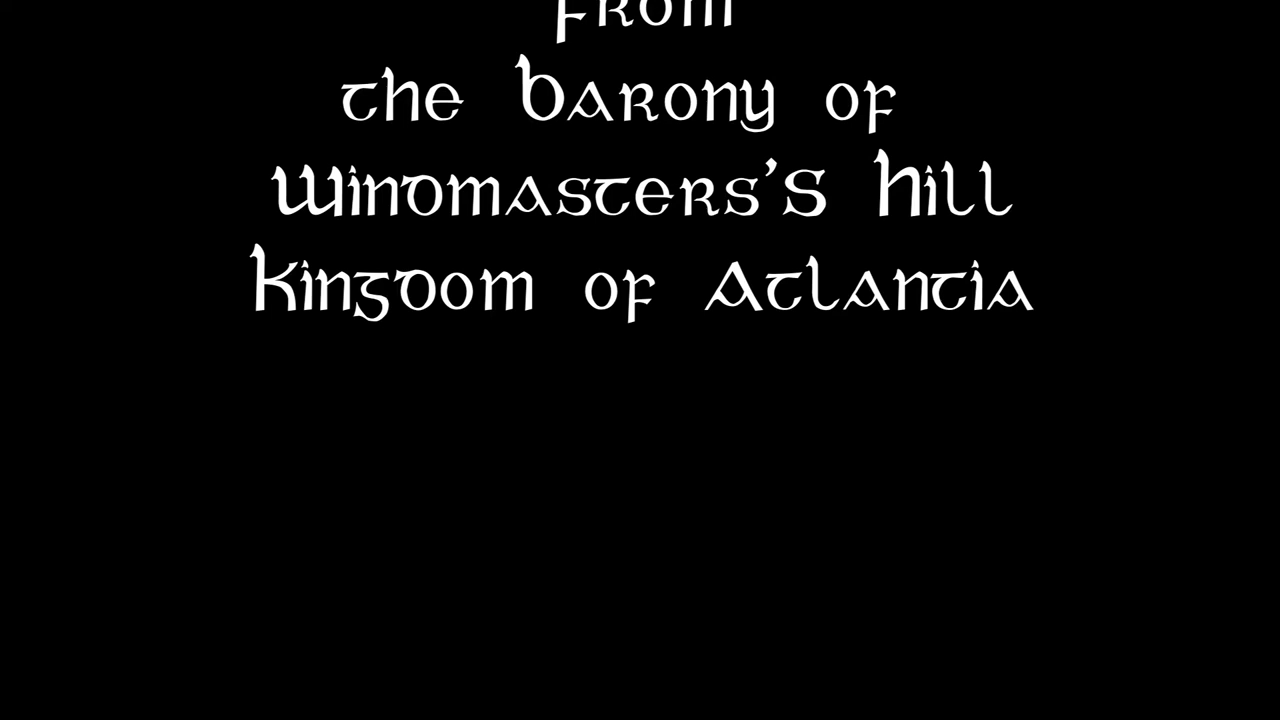 From
the Barony of
Windmasters's Hill
Kingdom of Atlantia